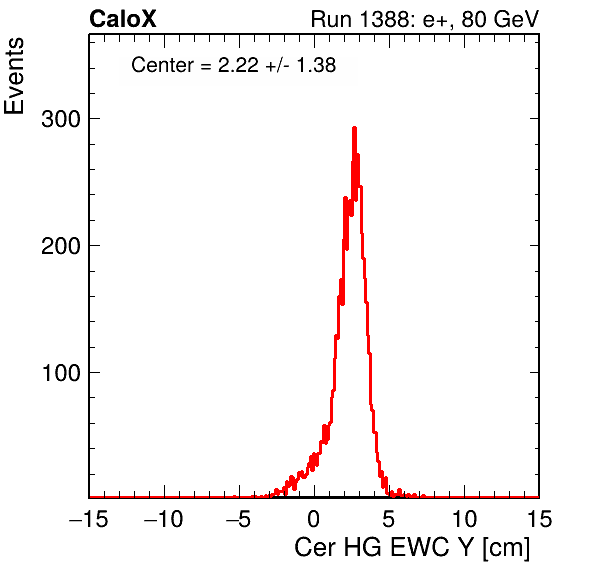 CaloX
Run 1388: e+, 80 GeV
Events
Center = 2.22 +/- 1.38
300
200
100
−15 −10 −5 0 5 10 15
Cer HG EWC Y [cm]